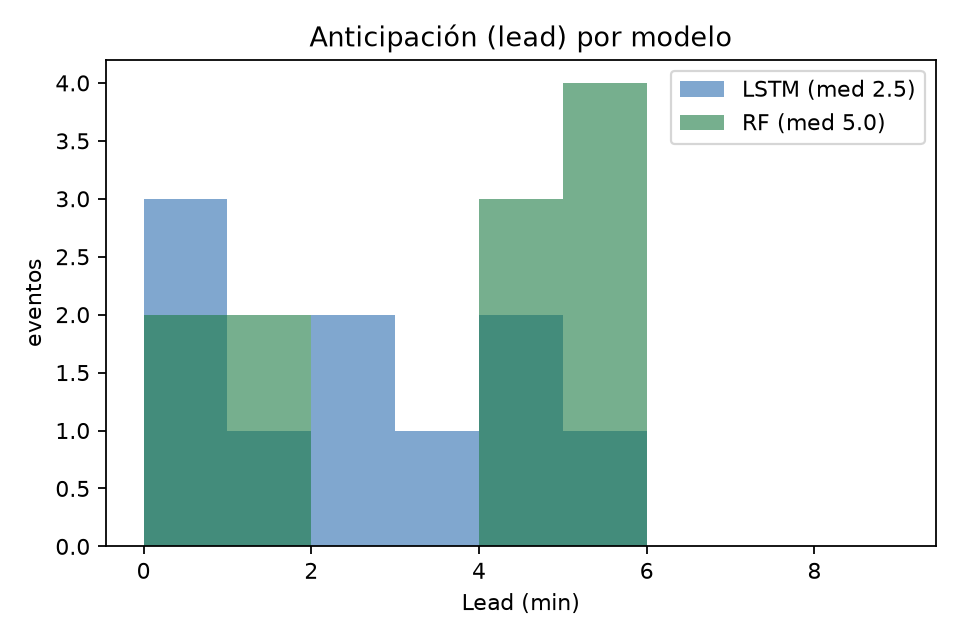 Anticipación (lead) por modelo
LSTM (med 2.5)
RF (med 5.0)
eventos
4.0
3.5
3.0
2.5
2.0
1.5
1.0
0.5
0.0
0 2 4 6 8
Lead (min)